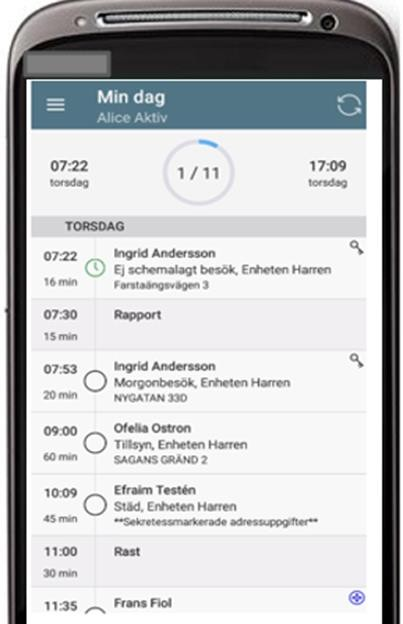 Min dag
Alice Aktiv
07:22
torsdag
1 / 11
17:09
torsdag
TORSDAG
07:22
16 min
Ingrid Andersson
Ej schemalagt besök, Enheten Harren
Farstaängsvägen 3
07:30
15 min
Rapport
07:53
20 min
Ingrid Andersson
Morgonbesök, Enheten Harren
NYGATAN 33D
09:00
60 min
Ofelia Ostron
Tillsyn, Enheten Harren
SAGANS GRÄND 2
10:09
45 min
Efraim Testén
Städ, Enheten Harren
**Sekretessmarkerade adressuppgifter**
11:00
30 min
Rast
11:35
Frans Fiol